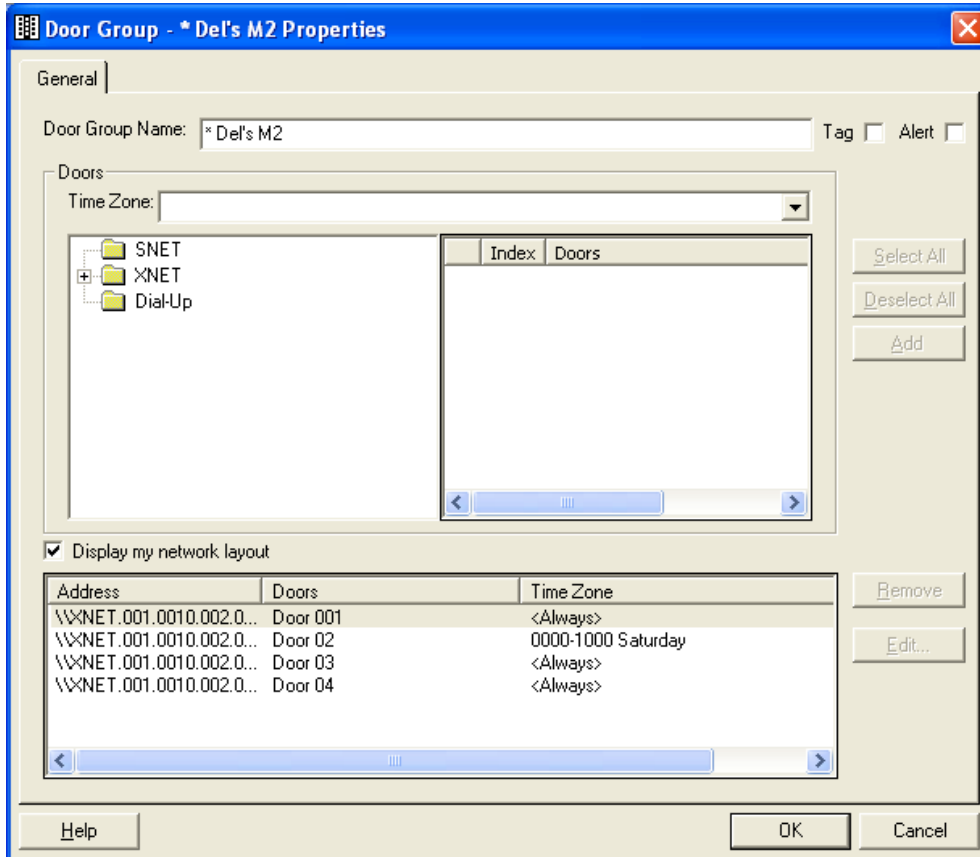 Door Group - * Del's M2 Properties
General
Door Group Name: * Del's M2 Tag Alert
Doors
Time Zone:
SNET
XNET
Dial-Up
Index Doors
Select All
Deselect All
Add
Display my network layout
Address Doors Time Zone
\\XNET.001.0010.002.0... Door 001 <Always>
\\XNET.001.0010.002.0... Door 02 0000-1000 Saturday
\\XNET.001.0010.002.0... Door 03 <Always>
\\XNET.001.0010.002.0... Door 04 <Always>
Remove
Edit...
Help OK Cancel